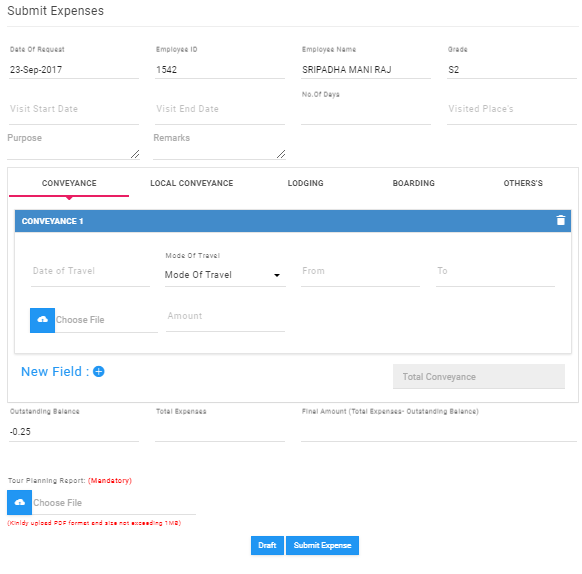 Submit Expenses
Date Of Request Employee ID Employee Name Grade
23-Sep-2017 1542 SRIPADHA MANI RAJ S2
No.Of Days
Visit Start Date Visit End Date Visited Place's
Purpose Remarks
CONVEYANCE LOCAL CONVEYANCE LODGING BOARDING OTHERS'S
CONVEYANCE 1
Mode Of Travel
Date of Travel Mode Of Travel From To
Choose File Amount
New Field :
Total Conveyance
Outstanding Balance Total Expenses Final Amount (Total Expenses- Outstanding Balance)
-0.25
Tour Planning Report: (Mandatory)
Choose File
(Kinldy upload PDF format and size not exceeding 1MB)
Draft Submit Expense